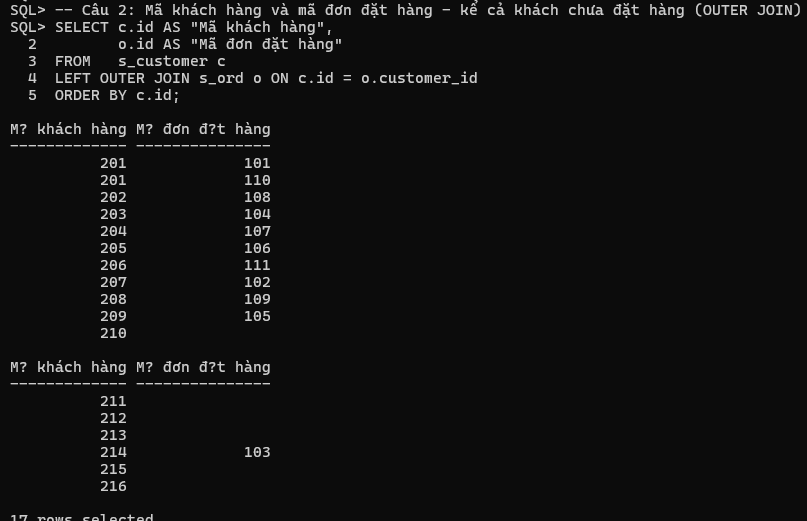 SQL> -- Câu 2: Mã khách hàng và mã đơn đặt hàng - kể cả khách chưa đặt hàng (OUTER JOIN)
SQL> SELECT c.id AS "Mã khách hàng",
  2         o.id AS "Mã đơn đặt hàng"
  3  FROM   s_customer c
  4  LEFT OUTER JOIN s_ord o ON c.id = o.customer_id
  5  ORDER BY c.id;
M? khách hàng M? đơn đ?t hàng
------------- ---------------
          201             101
          201             110
          202             108
          203             104
          204             107
          205             106
          206             111
          207             102
          208             109
          209             105
          210
M? khách hàng M? đơn đ?t hàng
------------- ---------------
          211
          212
          213
          214             103
          215
          216
17 rows selected